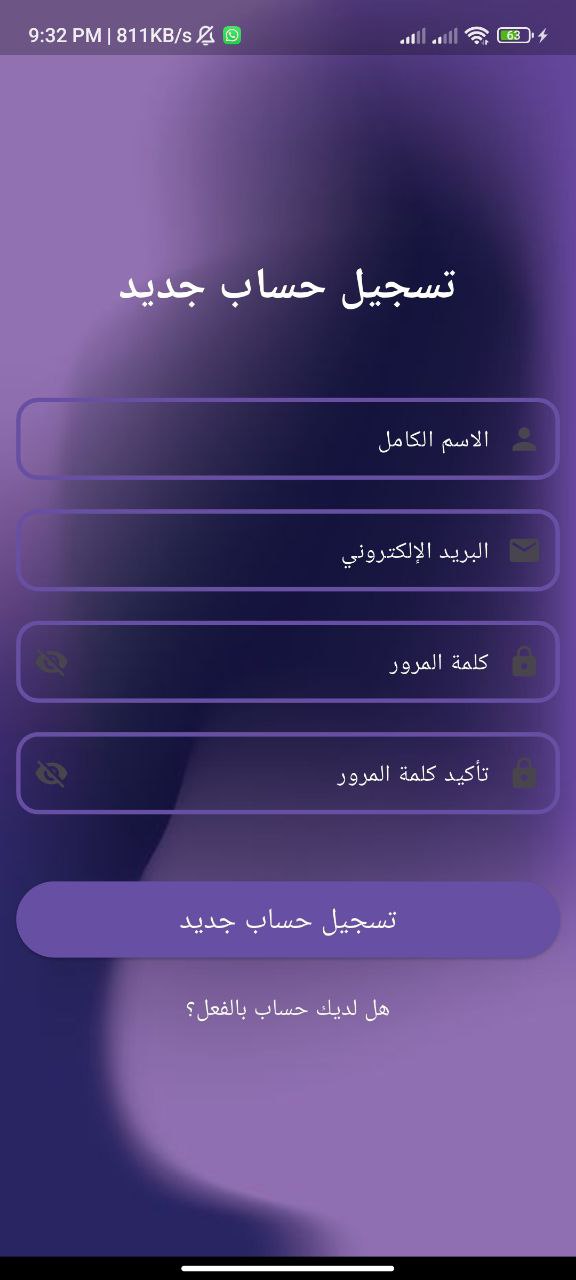 9:32 PM | 811KB/s
63
تسجيل حساب جديد
الاسم الكامل
البريد الإلكتروني
كلمة المرور
تأكيد كلمة المرور
تسجيل حساب جديد
هل لديك حساب بالفعل؟